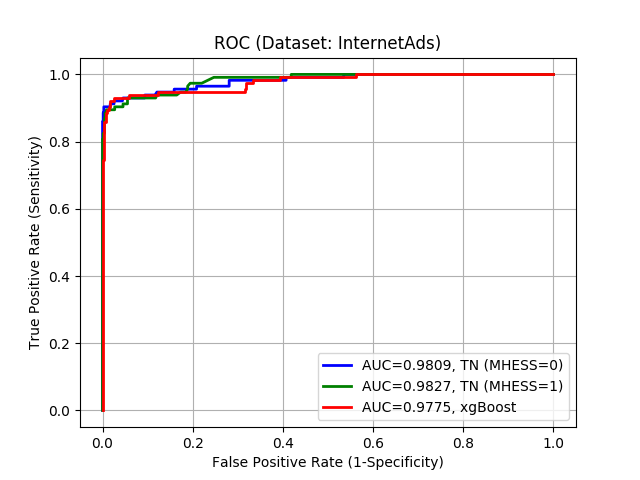 ROC (Dataset: InternetAds)
True Positive Rate (Sensitivity)
1.0
0.8
0.6
0.4
0.2
0.0
AUC=0.9809, TN (MHESS=0)
AUC=0.9827, TN (MHESS=1)
AUC=0.9775, xgBoost
0.0 0.2 0.4 0.6 0.8 1.0
False Positive Rate (1-Specificity)